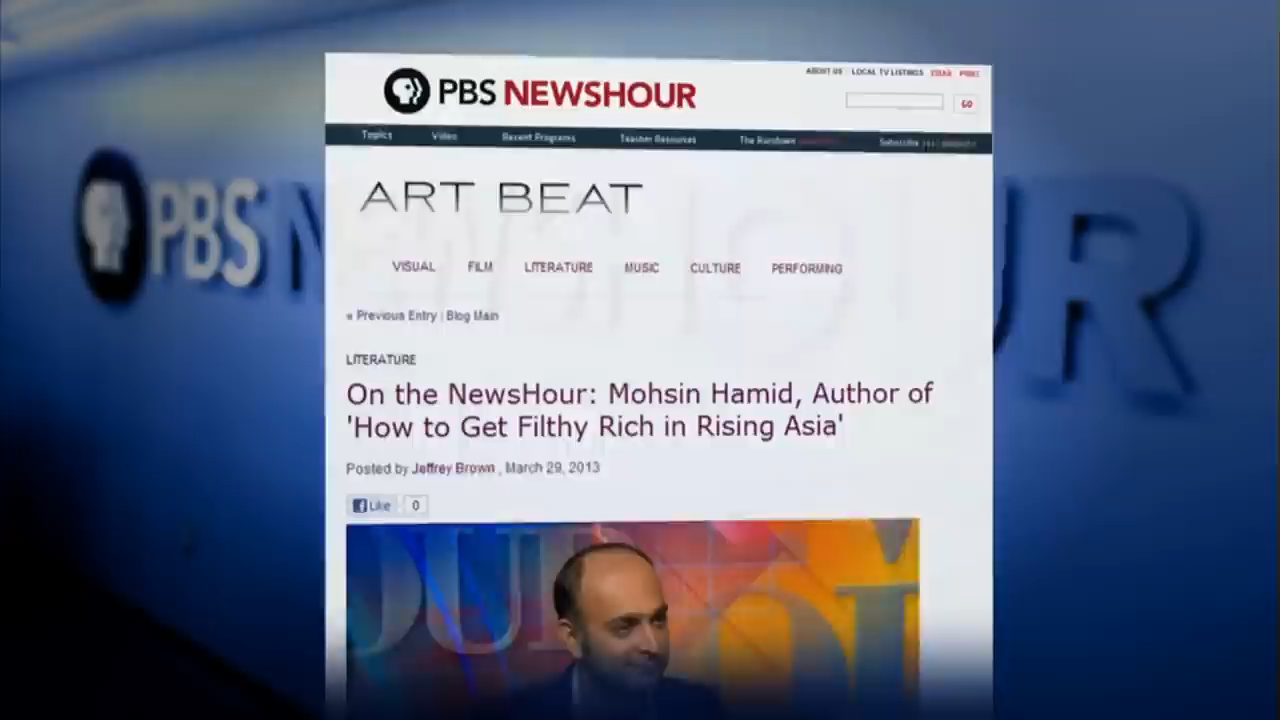 ABOUT US LOCAL TV LISTINGS
PBS NEWSHOUR
GO
Topics Video Recent Programs Teacher Resources The Rundown Subscribe
ART BEAT
PBS NEWSHOUR
VISUAL FILM LITERATURE MUSIC CULTURE PERFORMING
« Previous Entry | Blog Main
LITERATURE
On the NewsHour: Mohsin Hamid, Author of
'How to Get Filthy Rich in Rising Asia'
Posted by Jeffrey Brown , March 29, 2013
Like 0